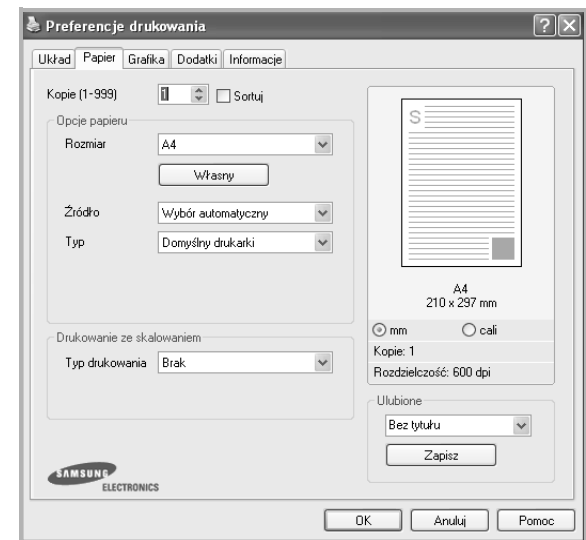 Preferencje drukowania
Układ Papier Grafika Dodatki Informacje
Kopie (1-999) 1 Sortuj
Opcje papieru
Rozmiar A4
Własny
Źródło Wybór automatyczny
Typ Domyślny drukarki
Drukowanie ze skalowaniem
Typ drukowania Brak
SAMSUNG
ELECTRONICS
S
A4
210 x 297 mm
mm cali
Kopie: 1
Rozdzielczość: 600 dpi
Ulubione
Bez tytułu
Zapisz
OK Anuluj Pomoc